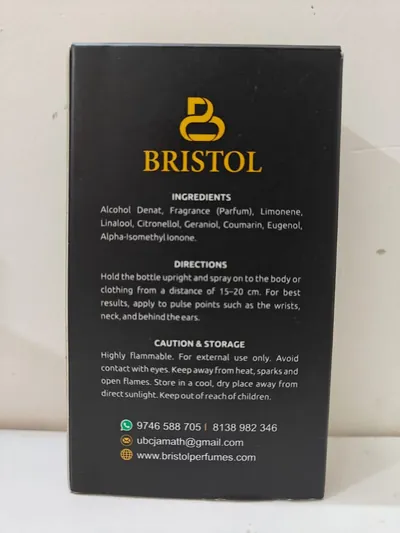 BRISTOL
INGREDIENTS
Alcohol Denat, Fragrance (Parfum), Limonene,
Linalool, Citronellol, Geraniol, Coumarin, Eugenol,
Alpha-Isomethyl Ionone.
DIRECTIONS
Hold the bottle upright and spray on to the body or
clothing from a distance of 15-20 cm. For best
results, apply to pulse points such as the wrists,
neck, and behind the ears.
CAUTION & STORAGE
Highly flammable. For external use only. Avoid
contact with eyes. Keep away from heat, sparks and
open flames. Store in a cool, dry place away from
direct sunlight. Keep out of reach of children.
9746 588 705 | 8138 982 346
ubcjamath@gmail.com
www.bristolperfumes.com